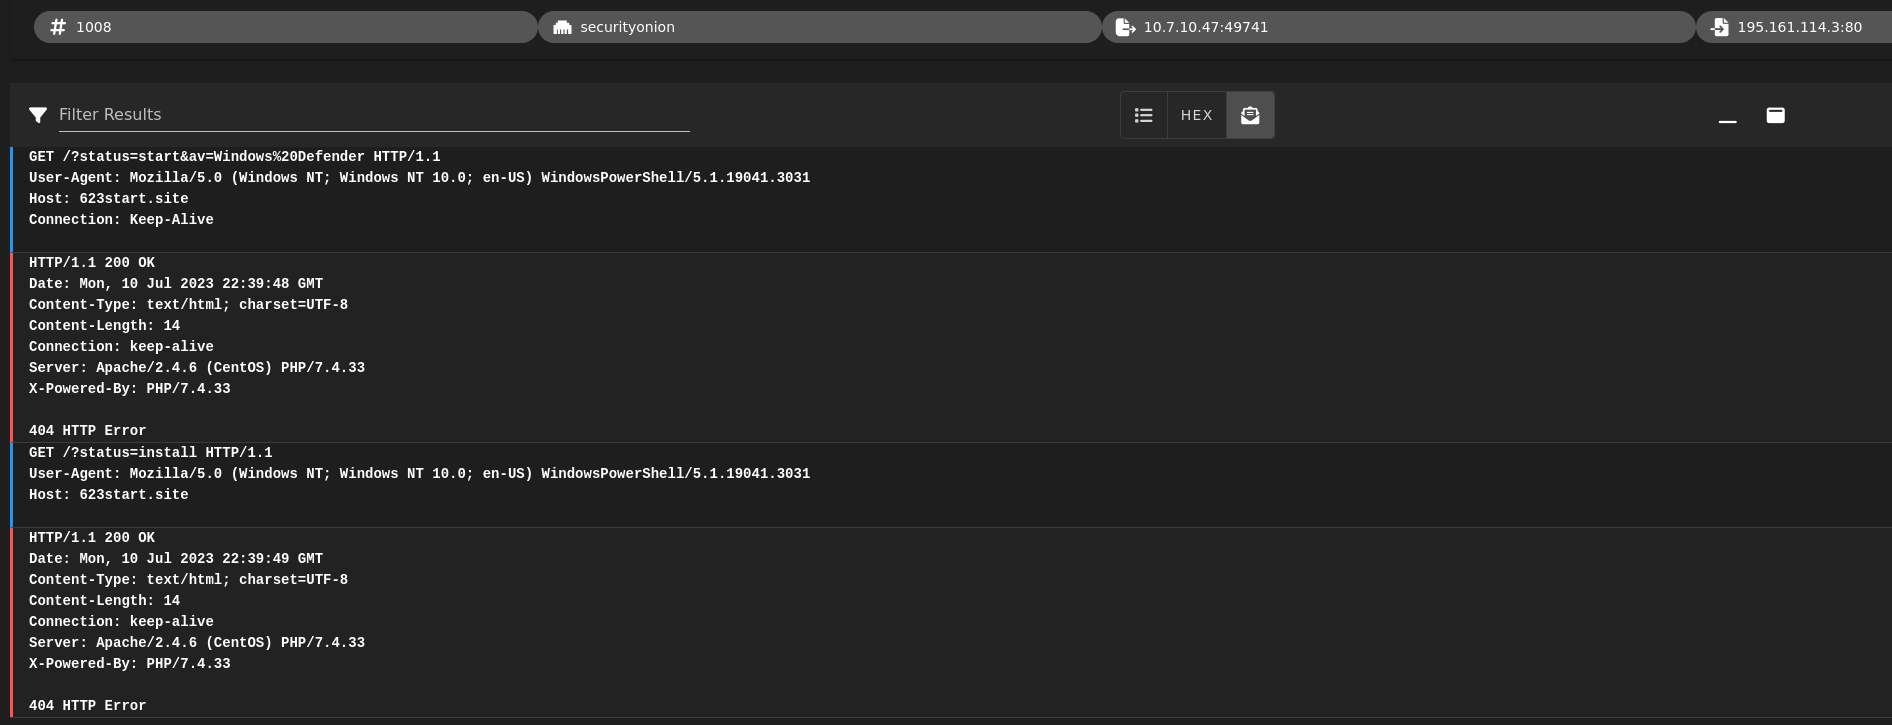 1008
securityonion
10.7.10.47:49741
195.161.114.3:80
Filter Results
HEX
GET /?status=start&av=Windows%20Defender HTTP/1.1
User-Agent: Mozilla/5.0 (Windows NT; Windows NT 10.0; en-US) WindowsPowerShell/5.1.19041.3031
Host: 623start.site
Connection: Keep-Alive
HTTP/1.1 200 OK
Date: Mon, 10 Jul 2023 22:39:48 GMT
Content-Type: text/html; charset=UTF-8
Content-Length: 14
Connection: keep-alive
Server: Apache/2.4.6 (CentOS) PHP/7.4.33
X-Powered-By: PHP/7.4.33
404 HTTP Error
GET /?status=install HTTP/1.1
User-Agent: Mozilla/5.0 (Windows NT; Windows NT 10.0; en-US) WindowsPowerShell/5.1.19041.3031
Host: 623start.site
HTTP/1.1 200 OK
Date: Mon, 10 Jul 2023 22:39:49 GMT
Content-Type: text/html; charset=UTF-8
Content-Length: 14
Connection: keep-alive
Server: Apache/2.4.6 (CentOS) PHP/7.4.33
X-Powered-By: PHP/7.4.33
404 HTTP Error